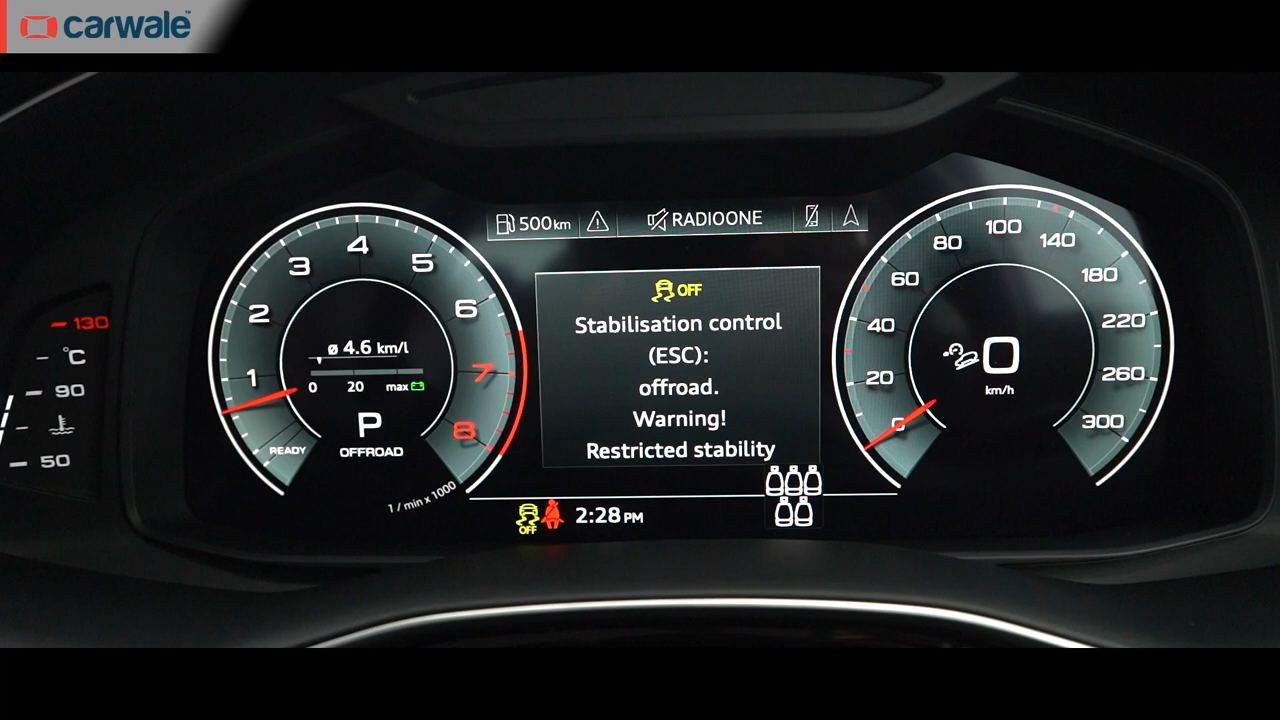 carwale™
500km
RADIOONE
OFF
Stabilisation control
(ESC):
offroad.
Warning!
Restricted stability
1
2
3
4
5
6
7
8
ø 4.6 km/l
0 20 max
P
OFFROAD
READY
1 / min x 1000
130
°C
90
50
0
20
40
60
80
100
140
180
220
260
300
0
km/h
OFF
2:28 PM